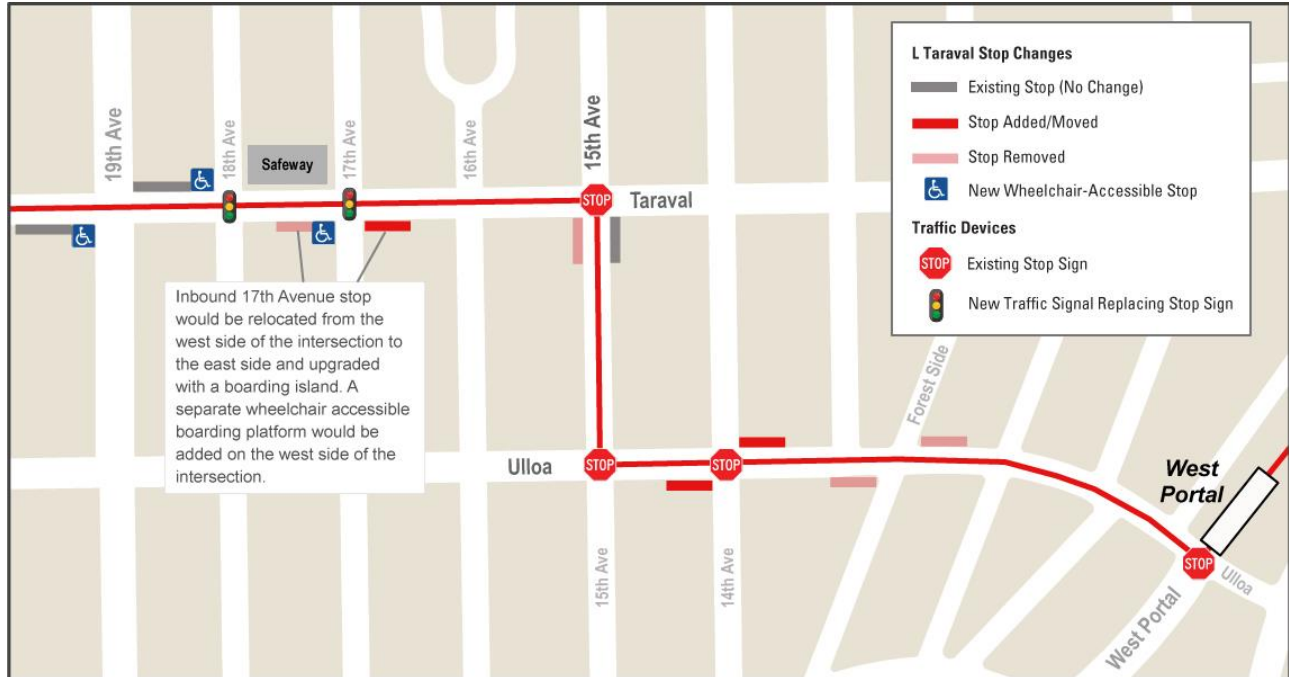 19th Ave
18th Ave
Safeway
17th Ave
16th Ave
15th Ave
STOP
Taraval
L Taraval Stop Changes
Existing Stop (No Change)
Stop Added/Moved
Stop Removed
New Wheelchair-Accessible Stop
Traffic Devices
STOP
Existing Stop Sign
New Traffic Signal Replacing Stop Sign
Inbound 17th Avenue stop
would be relocated from the
west side of the intersection to
the east side and upgraded
with a boarding island. A
separate wheelchair accessible
boarding platform would be
added on the west side of the
intersection.
Forest Side
Ulloa
STOP
STOP
15th Ave
14th Ave
West
Portal
STOP
Ulloa
West Portal